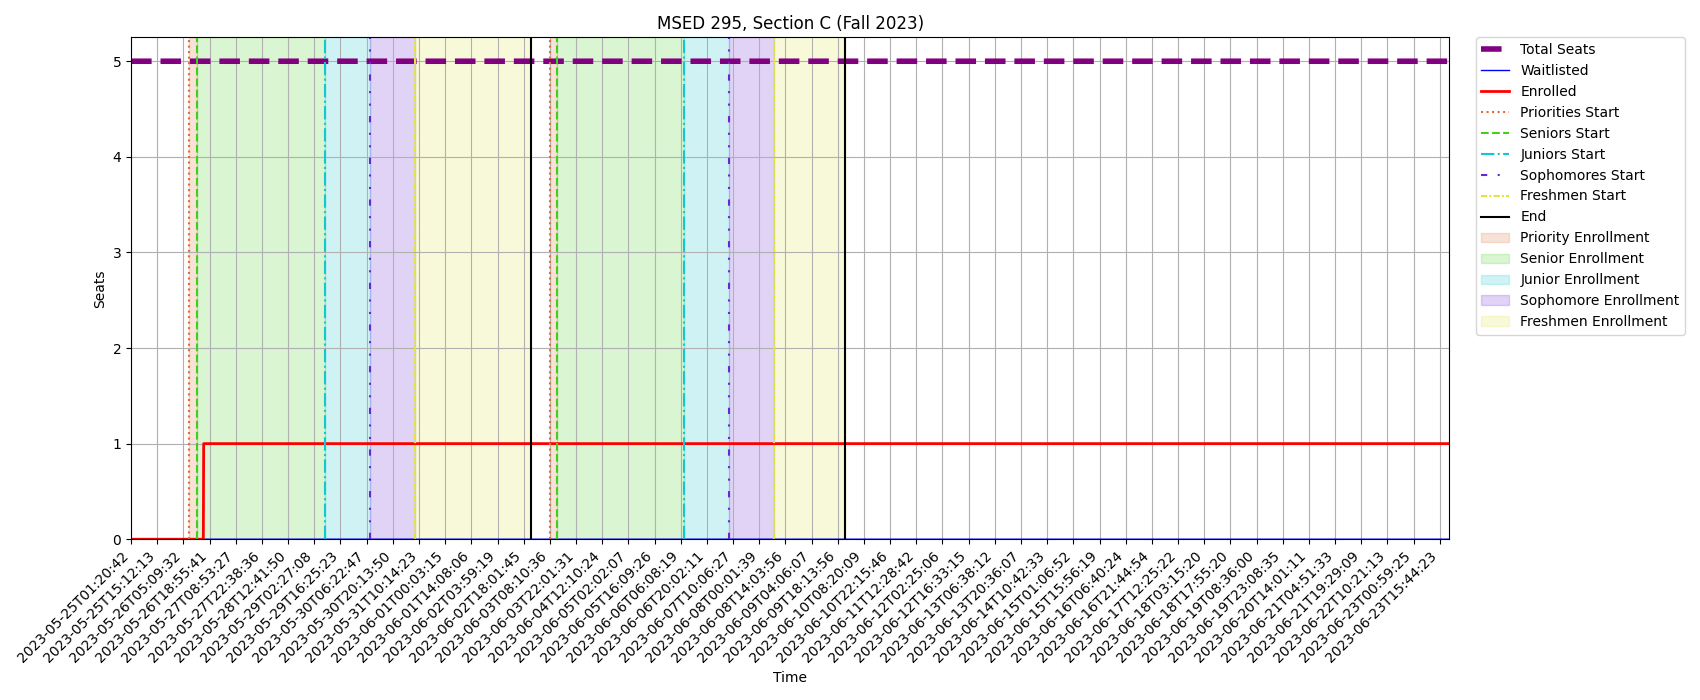 MSED 295, Section C (Fall 2023)
Seats
5
4
3
2
1
0
2023-05-25T01:20:42
2023-05-25T15:12:13
2023-05-26T05:09:32
2023-05-26T18:55:41
2023-05-27T08:53:27
2023-05-27T22:38:36
2023-05-28T12:41:50
2023-05-29T02:27:08
2023-05-29T16:25:23
2023-05-30T06:22:47
2023-05-30T20:13:50
2023-05-31T10:14:23
2023-06-01T00:03:15
2023-06-01T14:08:06
2023-06-02T03:59:19
2023-06-02T18:01:45
2023-06-03T08:10:36
2023-06-03T22:01:31
2023-06-04T12:10:24
2023-06-05T02:02:07
2023-06-05T16:09:26
2023-06-06T06:08:19
2023-06-06T20:02:11
2023-06-07T10:06:27
2023-06-08T00:01:39
2023-06-08T14:03:56
2023-06-09T04:06:07
2023-06-09T18:13:56
2023-06-10T08:20:09
2023-06-10T22:15:46
2023-06-11T12:28:42
2023-06-12T02:25:06
2023-06-12T16:33:15
2023-06-13T06:38:12
2023-06-13T20:36:07
2023-06-14T10:42:33
2023-06-15T01:06:52
2023-06-15T15:56:19
2023-06-16T06:40:24
2023-06-16T21:44:54
2023-06-17T12:25:22
2023-06-18T03:15:20
2023-06-18T17:55:20
2023-06-19T08:36:00
2023-06-19T23:08:35
2023-06-20T14:01:11
2023-06-21T04:51:33
2023-06-21T19:29:09
2023-06-22T10:21:13
2023-06-23T00:59:25
2023-06-23T15:44:23
Time
Total Seats
Waitlisted
Enrolled
Priorities Start
Seniors Start
Juniors Start
Sophomores Start
Freshmen Start
End
Priority Enrollment
Senior Enrollment
Junior Enrollment
Sophomore Enrollment
Freshmen Enrollment